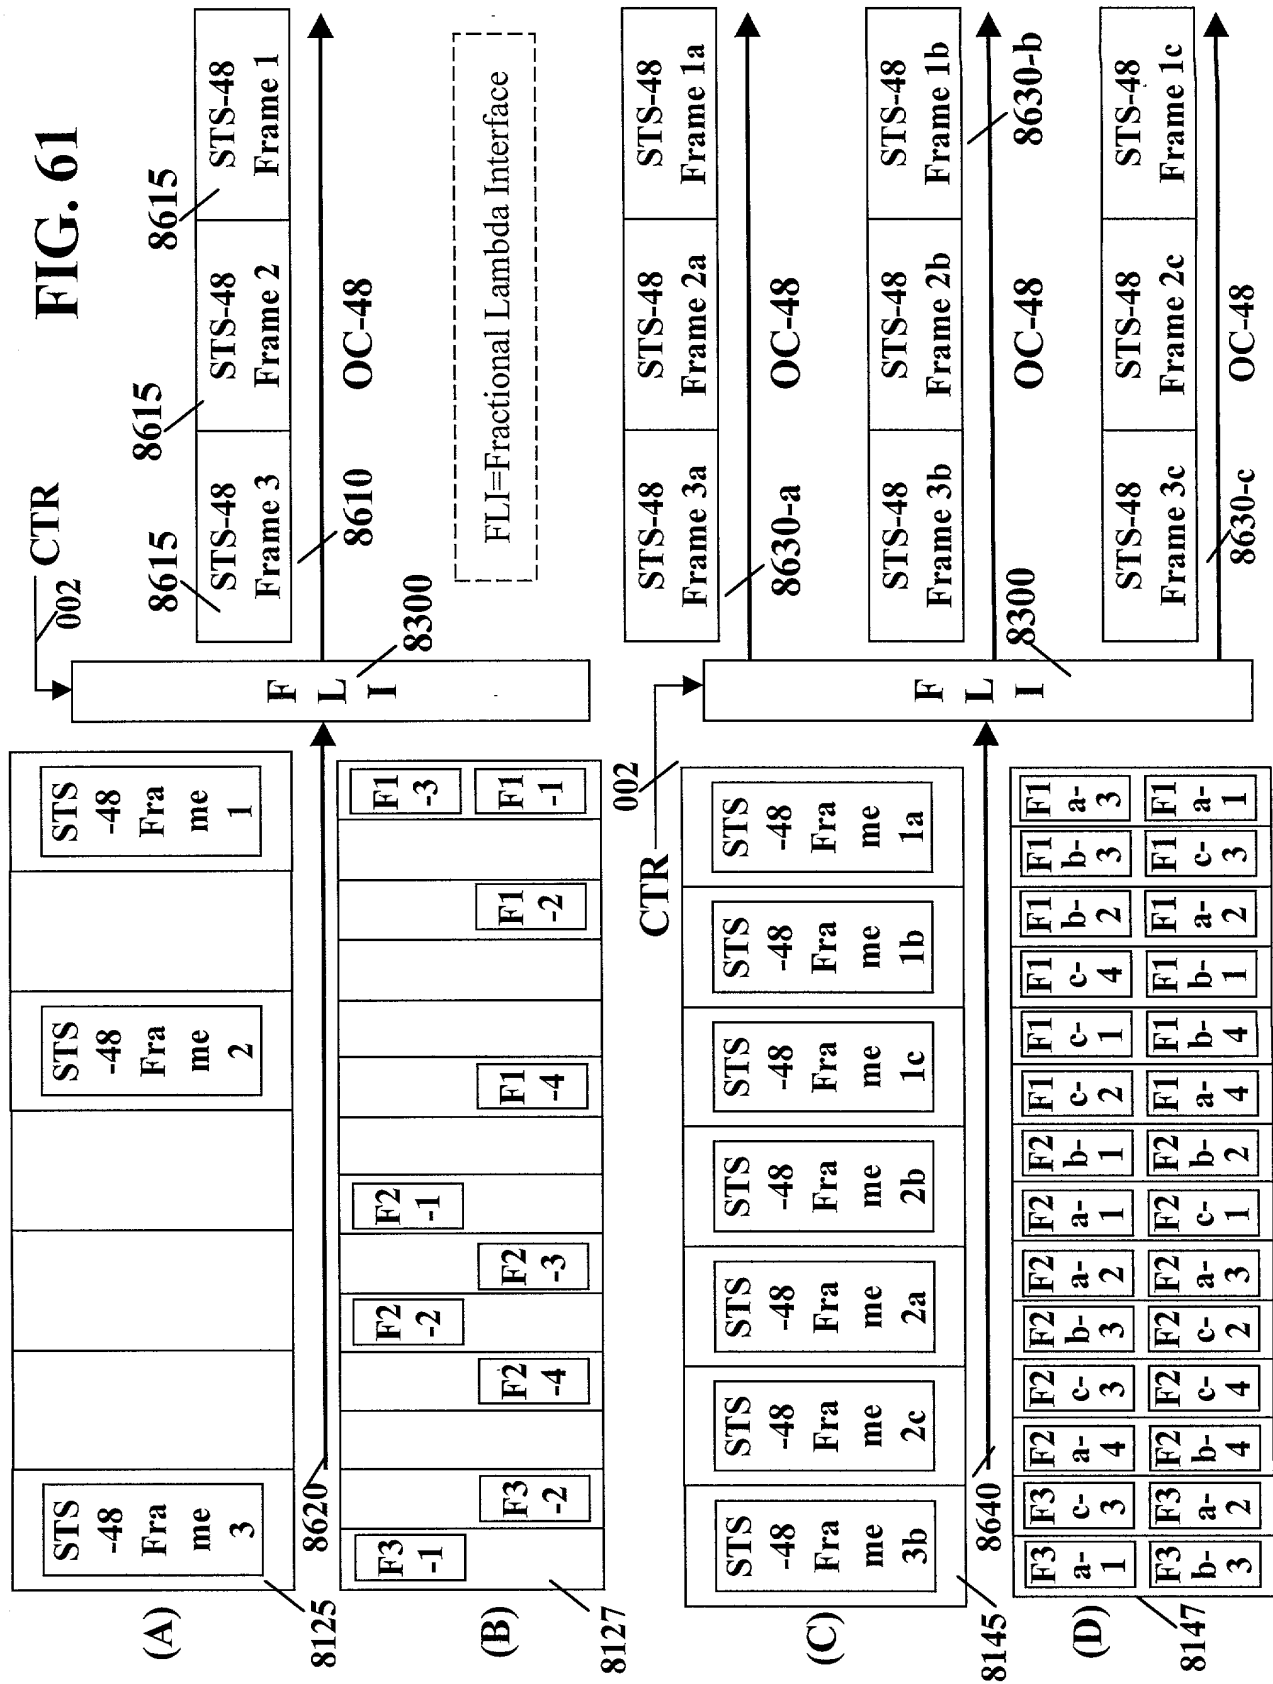 FIG. 61
CTR
002
8615
8615
8615
STS-48
Frame 3
STS-48
Frame 2
STS-48
Frame 1
8610
OC-48
8300
F
L
I
FLI=Fractional Lambda Interface
(A)
STS
-48
Fra
me
3
STS
-48
Fra
me
2
STS
-48
Fra
me
1
8125
8620
(B)
F3
-1
F3
-2
F2
-4
F2
-2
F2
-3
F2
-1
F1
-4
F1
-2
F1
-3
F1
-1
8127
CTR
002
STS-48
Frame 3a
STS-48
Frame 2a
STS-48
Frame 1a
8630-a
OC-48
STS-48
Frame 3b
STS-48
Frame 2b
STS-48
Frame 1b
8630-b
OC-48
8300
F
L
I
STS-48
Frame 3c
STS-48
Frame 2c
STS-48
Frame 1c
8630-c
OC-48
(C)
STS
-48
Fra
me
3b
STS
-48
Fra
me
2c
STS
-48
Fra
me
2a
STS
-48
Fra
me
2b
STS
-48
Fra
me
1c
STS
-48
Fra
me
1b
STS
-48
Fra
me
1a
8145
8640
(D)
F3
a-
1
F3
c-
3
F2
a-
4
F2
c-
3
F2
b-
3
F2
a-
2
F2
a-
1
F2
b-
1
F1
c-
2
F1
c-
1
F1
c-
4
F1
b-
2
F1
b-
3
F1
a-
3
F3
b-
3
F3
a-
2
F2
b-
4
F2
c-
4
F2
c-
2
F2
a-
3
F2
c-
1
F2
b-
2
F1
a-
4
F1
b-
4
F1
b-
1
F1
a-
2
F1
c-
3
F1
a-
1
8147